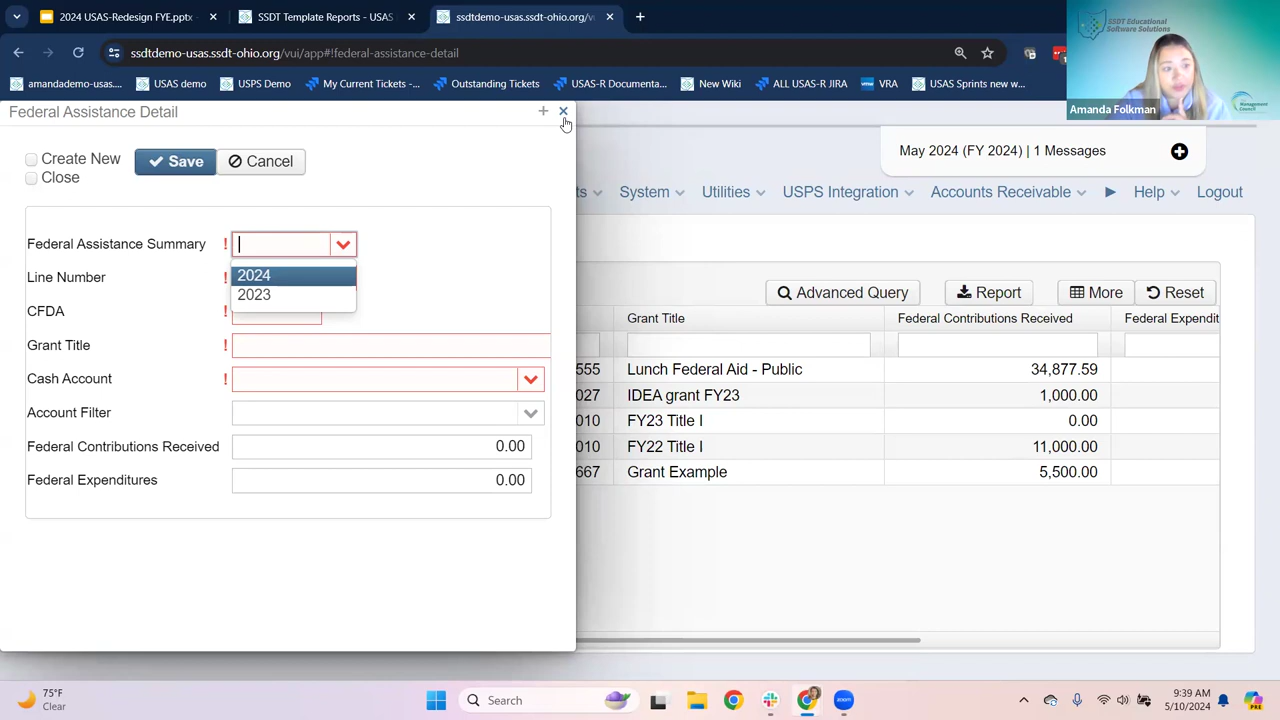 2024 USAS-Redesign FYE.pptx
SSDT Template Reports - USAS
ssdtdemo-usas.ssdt-ohio.org/v
ssdtdemo-usas.ssdt-ohio.org/vui/app#!federal-assistance-detail
amandademo-usas....
USAS demo
USPS Demo
My Current Tickets -...
Outstanding Tickets
USAS-R Documenta...
New Wiki
ALL USAS-R JIRA
VRA
USAS Sprints new w...
SSDT Educational
Software Solutions
Management
Council
Amanda Folkman
Federal Assistance Detail
Create New
Close
Save
Cancel
Federal Assistance Summary !
2024
2023
Line Number !
CFDA !
Grant Title !
Cash Account !
Account Filter
Federal Contributions Received 0.00
Federal Expenditures 0.00
May 2024 (FY 2024) | 1 Messages
ts System Utilities USPS Integration Accounts Receivable Help Logout
Advanced Query Report More Reset
Grant Title Federal Contributions Received Federal Expendit
555 Lunch Federal Aid - Public 34,877.59
027 IDEA grant FY23 1,000.00
010 FY23 Title I 0.00
010 FY22 Title I 11,000.00
667 Grant Example 5,500.00
75°F
Clear
Search
zoom
9:39 AM
5/10/2024
PRE